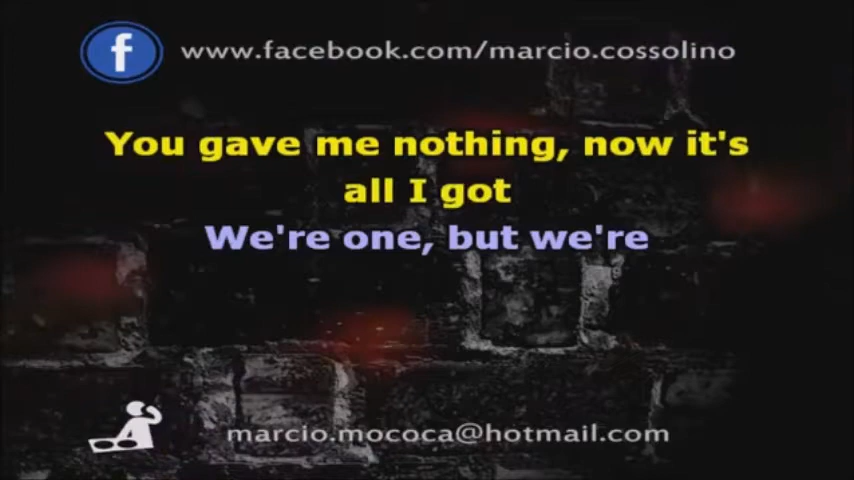 f www.facebook.com/marcio.cossolino
You gave me nothing, now it's
all I got
We're one, but we're
marcio.mococa@hotmail.com